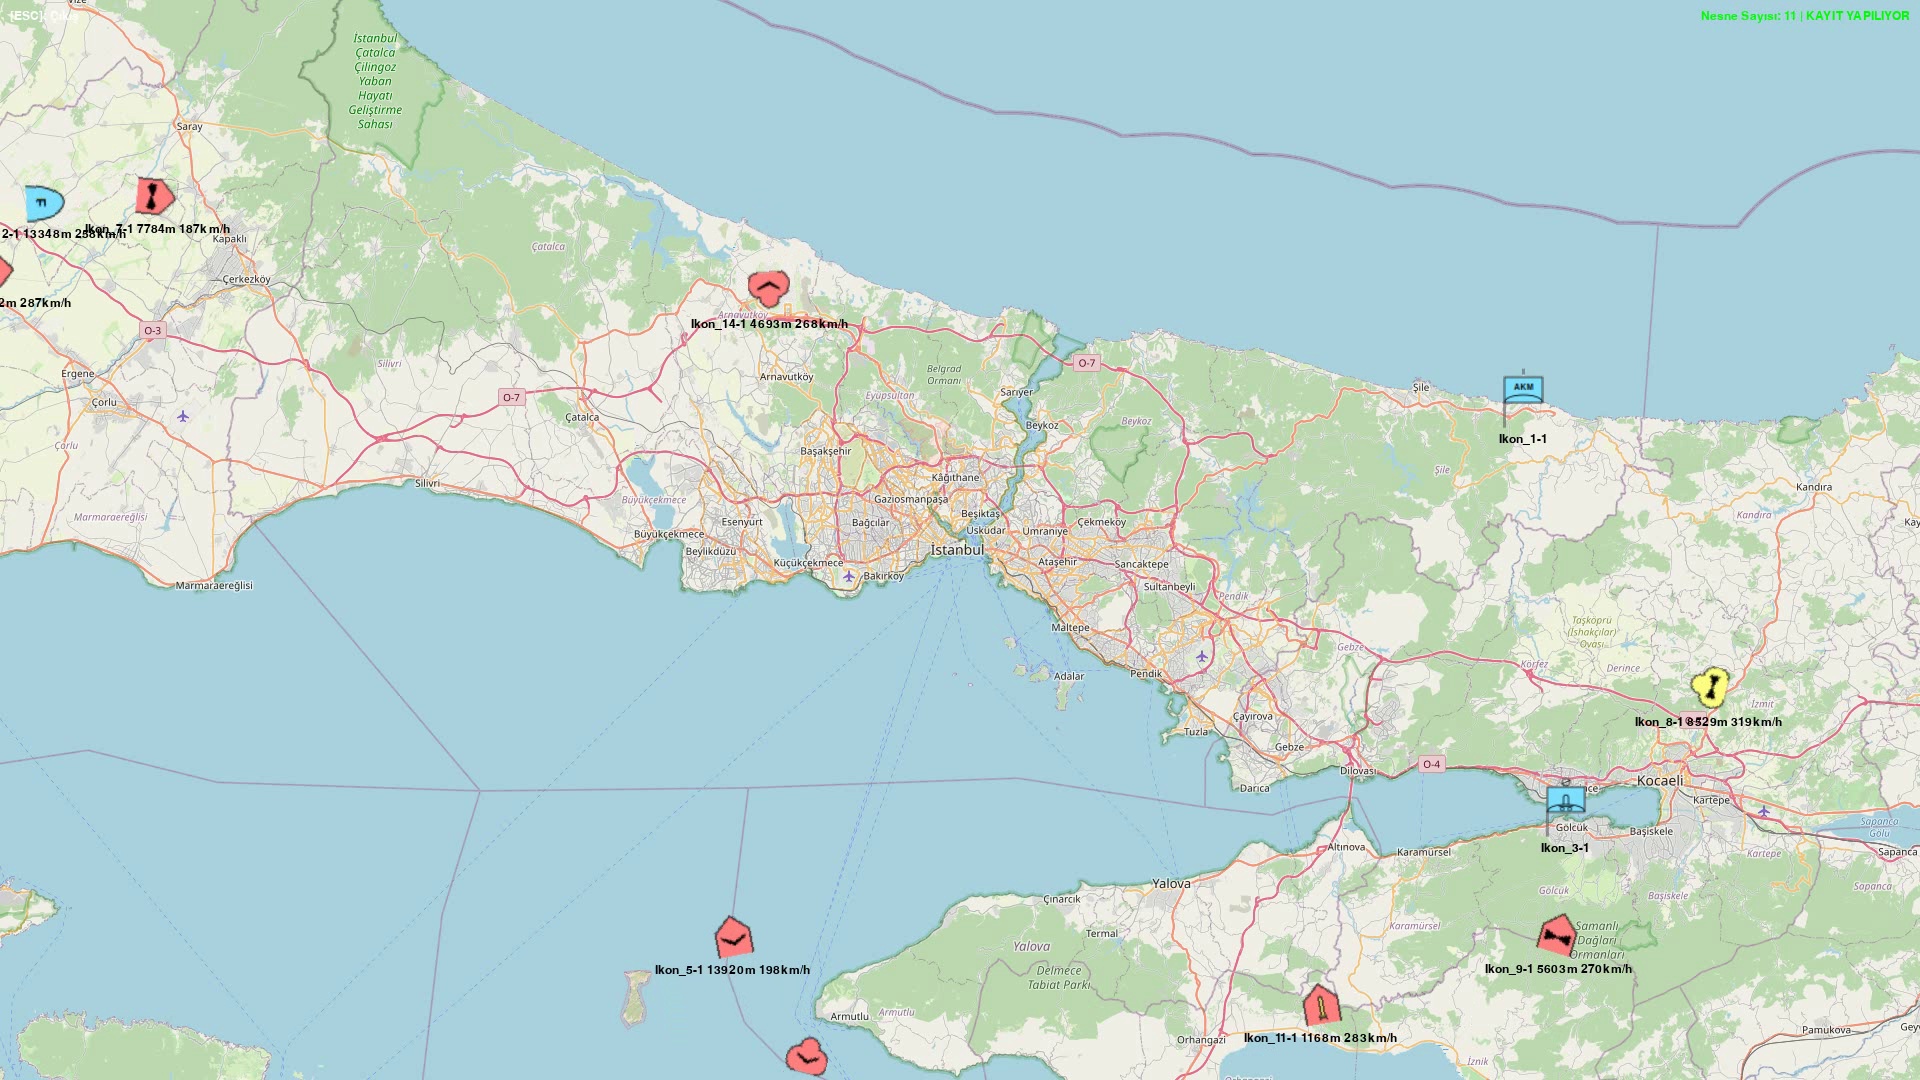 [ESC]: Çıkış
Nesne Sayısı: 11 | KAYIT YAPILIYOR
Vize
İstanbul
Çatalca
Çilingoz
Yaban
Hayatı
Geliştirme
Sahası
Saray
2-1 13348m 258km/h
Ikon_7-1 7784m 187km/h
Kapaklı
Çatalca
Çerkezköy
2m 287km/h
Arnavutköy
Ikon_14-1 4693m 268km/h
O-3
Silivri
Ergene
Arnavutköy
Belgrad
Ormanı
O-7
Sarıyer
AKM
Şile
Çorlu
O-7
Eyüpsultan
Çatalca
Beykoz
Beykoz
Ikon_1-1
Çorlu
Başakşehir
Şile
Silivri
Kâğıthane
Kandıra
Büyükçekmece
Gaziosmanpaşa
Marmaraereğlisi
Beşiktaş
Kandıra
Kay
Esenyurt
Bağcılar
Üsküdar
Ümraniye
Çekmeköy
Büyükçekmece
Beylikdüzü
İstanbul
Küçükçekmece
Ataşehir
Sancaktepe
Bakırköy
Marmaraereğlisi
Sultanbeyli
Pendik
Maltepe
Taşköprü
(İshakçılar)
Ovası
Gebze
Körfez
Derince
Pendik
Adalar
İzmit
Çayırova
Ikon_8-1 8529m 319km/h
Tuzla
Gebze
O-4
Dilovası
Kocaeli
Darıca
Kartepe
Sapanca
Gölü
Gölcük
Başiskele
Ikon_3-1
Altınova
Karamürsel
Kartepe
Sapanca
Yalova
Gölcük
Sapanca
Çınarcık
Başiskele
Karamürsel
Samanlı
Dağları
Ormanları
Termal
Yalova
Ikon_5-1 13920m 198km/h
Delmece
Tabiat Parkı
Ikon_9-1 5603m 270km/h
Armutlu
Armutlu
Orhangazi
Ikon_11-1 1168m 283km/h
Pamukova
Geyv
İznik
Orhangazi